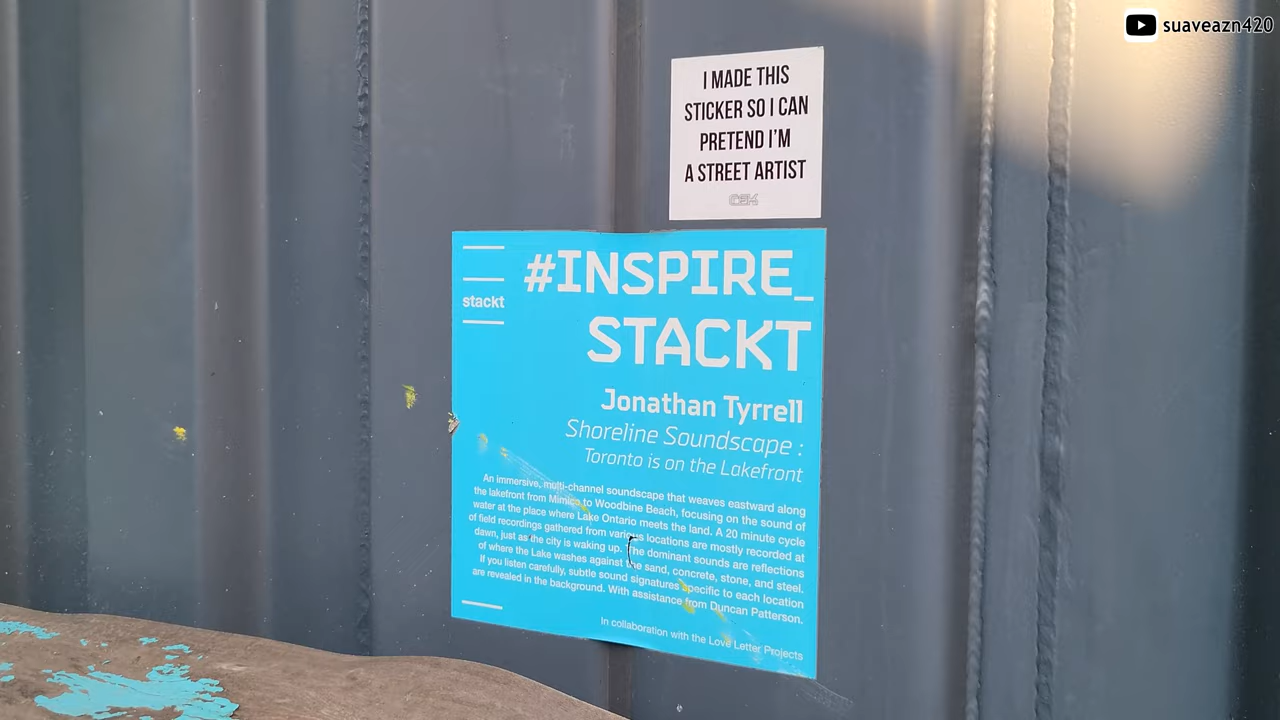 suaveazn420
I MADE THIS
STICKER SO I CAN
PRETEND I'M
A STREET ARTIST
CBK
stackt
#INSPIRE_
STACKT
Jonathan Tyrrell
Shoreline Soundscape :
Toronto is on the Lakefront
An immersive, multi-channel soundscape that weaves eastward along
the lakefront from Mimico to Woodbine Beach, focusing on the sound of
water at the place where Lake Ontario meets the land. A 20 minute cycle
of field recordings gathered from various locations are mostly recorded at
dawn, just as the city is waking up. The dominant sounds are reflections
of where the Lake washes against the sand, concrete, stone, and steel.
If you listen carefully, subtle sound signatures specific to each location
are revealed in the background. With assistance from Duncan Patterson.
In collaboration with the Love Letter Projects